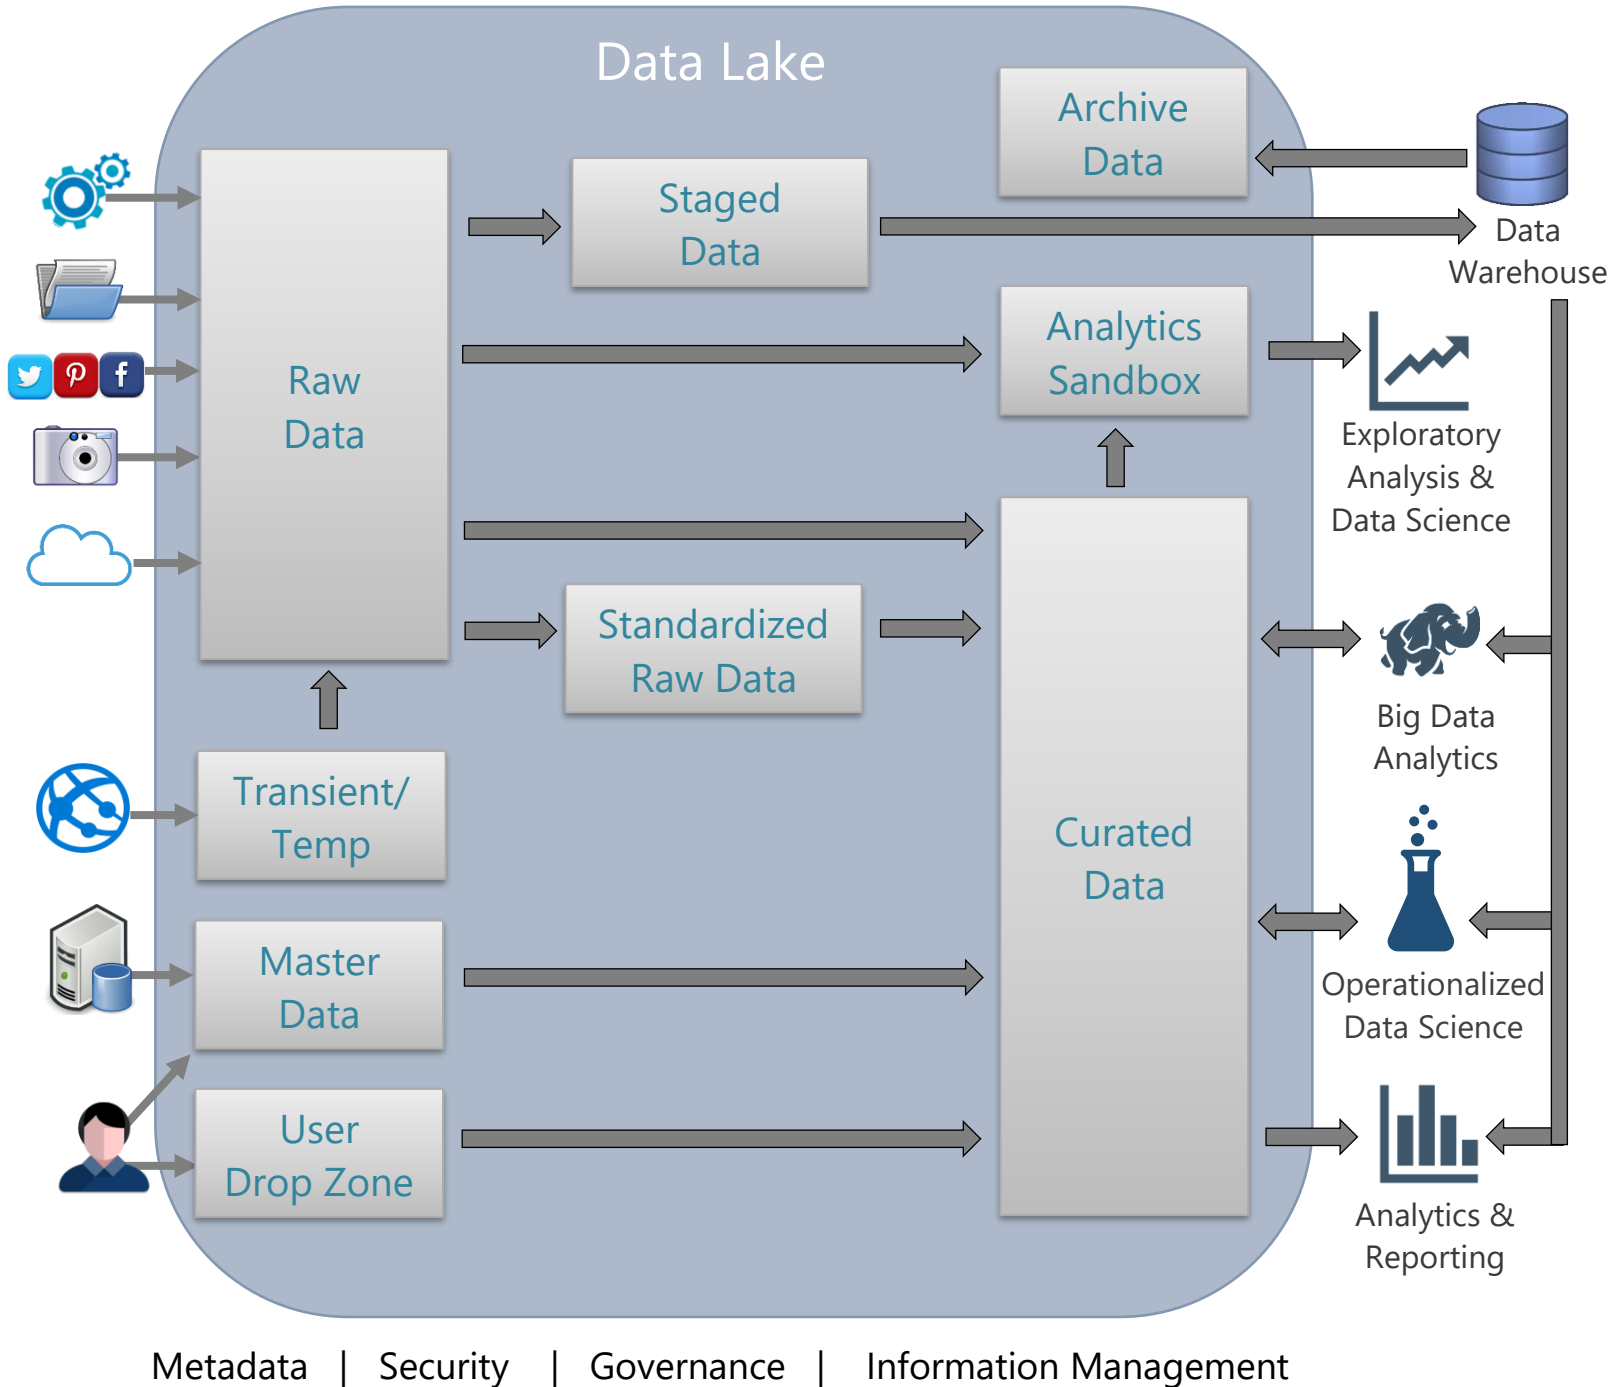 Data Lake
Archive
Data
Staged
Data
Data
Warehouse
Raw
Data
Analytics
Sandbox
Exploratory
Analysis &
Data Science
Standardized
Raw Data
Big Data
Analytics
Transient/
Temp
Curated
Data
Master
Data
Operationalized
Data Science
User
Drop Zone
Analytics &
Reporting
Metadata | Security | Governance | Information Management